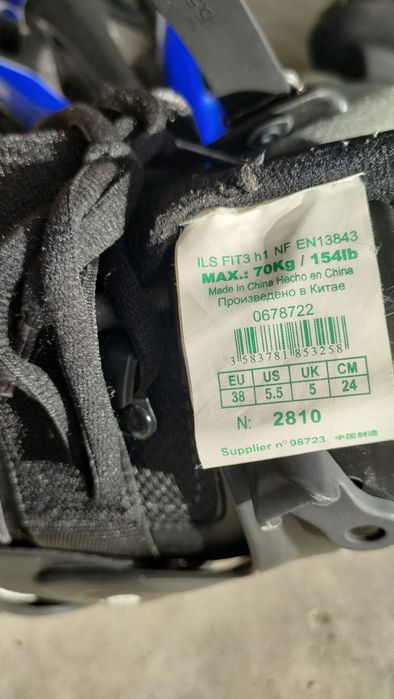 ILS FIT3 h1 NF EN13843
MAX.: 70Kg / 154lb
Made in China Hecho en China
Произведено в Китае
0678722
3 583781 853258
EU US UK CM
38 5.5 5 24
N: 2810
Supplier n° 98723 中国制造